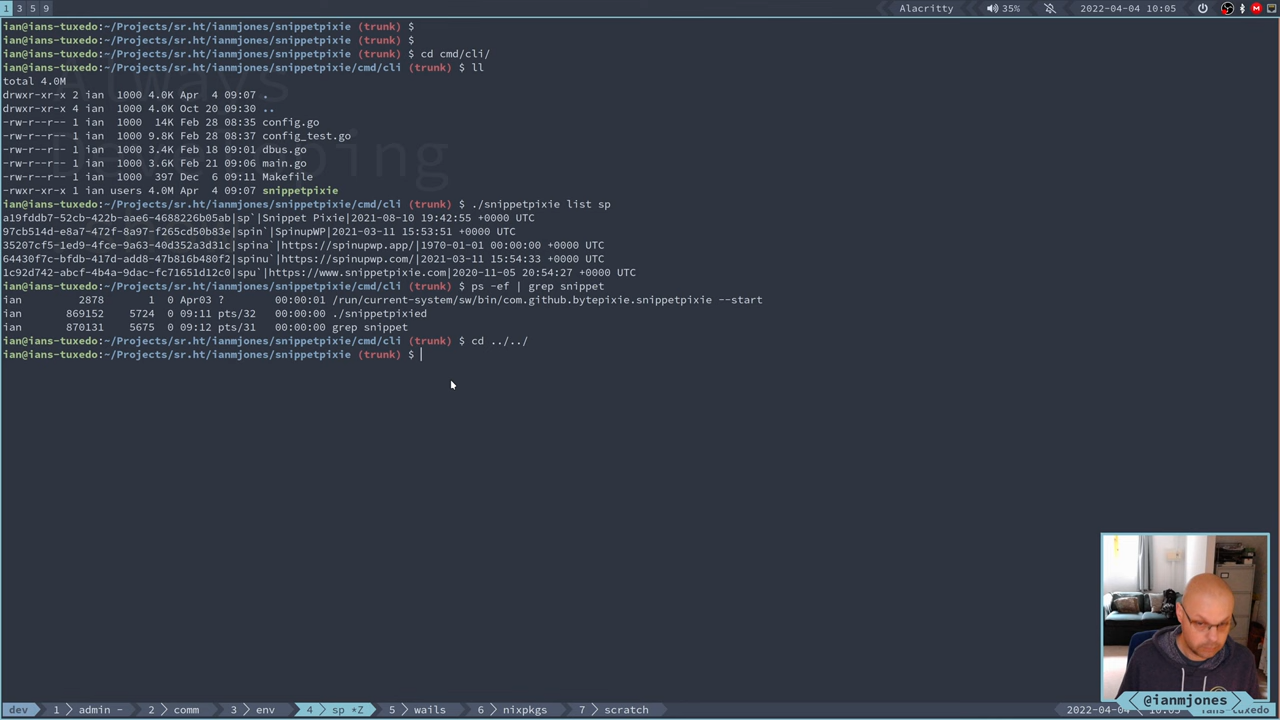 1 3 5 9
Alacritty 35% 2022-04-04 10:05
ian@ians-tuxedo:~/Projects/sr.ht/ianmjones/snippetpixie (trunk) $
ian@ians-tuxedo:~/Projects/sr.ht/ianmjones/snippetpixie (trunk) $
ian@ians-tuxedo:~/Projects/sr.ht/ianmjones/snippetpixie (trunk) $ cd cmd/cli/
ian@ians-tuxedo:~/Projects/sr.ht/ianmjones/snippetpixie/cmd/cli (trunk) $ ll
total 4.0M
drwxr-xr-x 2 ian  1000 4.0K Apr  4 09:07 .
drwxr-xr-x 4 ian  1000 4.0K Oct 20 09:30 ..
-rw-r--r-- 1 ian  1000  14K Feb 28 08:35 config.go
-rw-r--r-- 1 ian  1000 9.8K Feb 28 08:37 config_test.go
-rw-r--r-- 1 ian  1000 3.4K Feb 18 09:01 dbus.go
-rw-r--r-- 1 ian  1000 3.6K Feb 21 09:06 main.go
-rw-r--r-- 1 ian  1000  397 Dec  6 09:11 Makefile
-rwxr-xr-x 1 ian users 4.0M Apr  4 09:07 snippetpixie
ian@ians-tuxedo:~/Projects/sr.ht/ianmjones/snippetpixie/cmd/cli (trunk) $ ./snippetpixie list sp
a19fddb7-52cb-422b-aae6-4688226b05ab|sp`|Snippet Pixie|2021-08-10 19:42:55 +0000 UTC
97cb514d-e8a7-472f-8a97-f265cd50b83e|spin`|SpinupWP|2021-03-11 15:53:51 +0000 UTC
35207cf5-1ed9-4fce-9a63-40d352a3d31c|spina`|https://spinupwp.app/|1970-01-01 00:00:00 +0000 UTC
64430f7c-bfdb-417d-add8-47b816b480f4|spinu`|https://spinupwp.com/|2021-03-11 15:54:33 +0000 UTC
1c92d742-abcf-4b4a-9dac-fc71651d12c0|spu`|https://www.snippetpixie.com|2020-11-05 20:54:27 +0000 UTC
ian@ians-tuxedo:~/Projects/sr.ht/ianmjones/snippetpixie/cmd/cli (trunk) $ ps -ef | grep snippet
ian         2878       1  0 Apr03 ?        00:00:01 /run/current-system/sw/bin/com.github.bytepixie.snippetpixie --start
ian       869152    5724  0 09:11 pts/32   00:00:00 ./snippetpixied
ian       870131    5675  0 09:12 pts/31   00:00:00 grep snippet
ian@ians-tuxedo:~/Projects/sr.ht/ianmjones/snippetpixie/cmd/cli (trunk) $ cd ../../
ian@ians-tuxedo:~/Projects/sr.ht/ianmjones/snippetpixie (trunk) $
Always
Developing
@ianmjones
dev 1 admin - 2 comm 3 env 4 sp *Z 5 wails 6 nixpkgs 7 scratch 2022-04-04